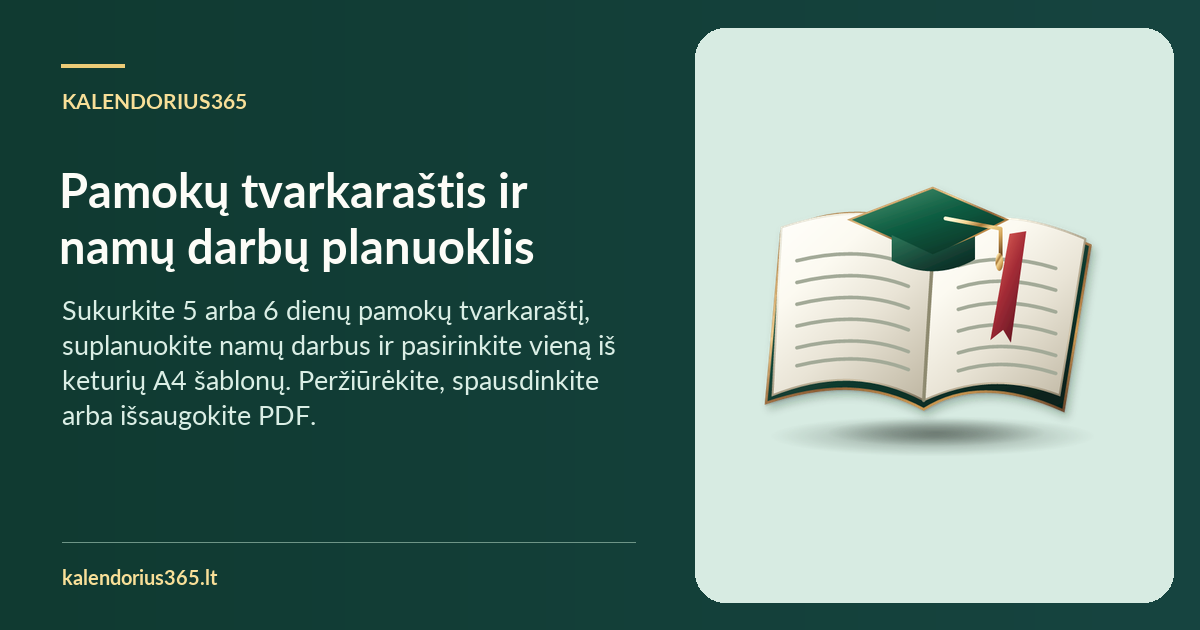 KALENDORIUS365
Pamokų tvarkaraštis ir
namų darbų planuoklis
Sukurkite 5 arba 6 dienų pamokų tvarkaraštį,
suplanuokite namų darbus ir pasirinkite vieną iš
keturių A4 šablonų. Peržiūrėkite, spausdinkite
arba išsaugokite PDF.
kalendorius365.lt